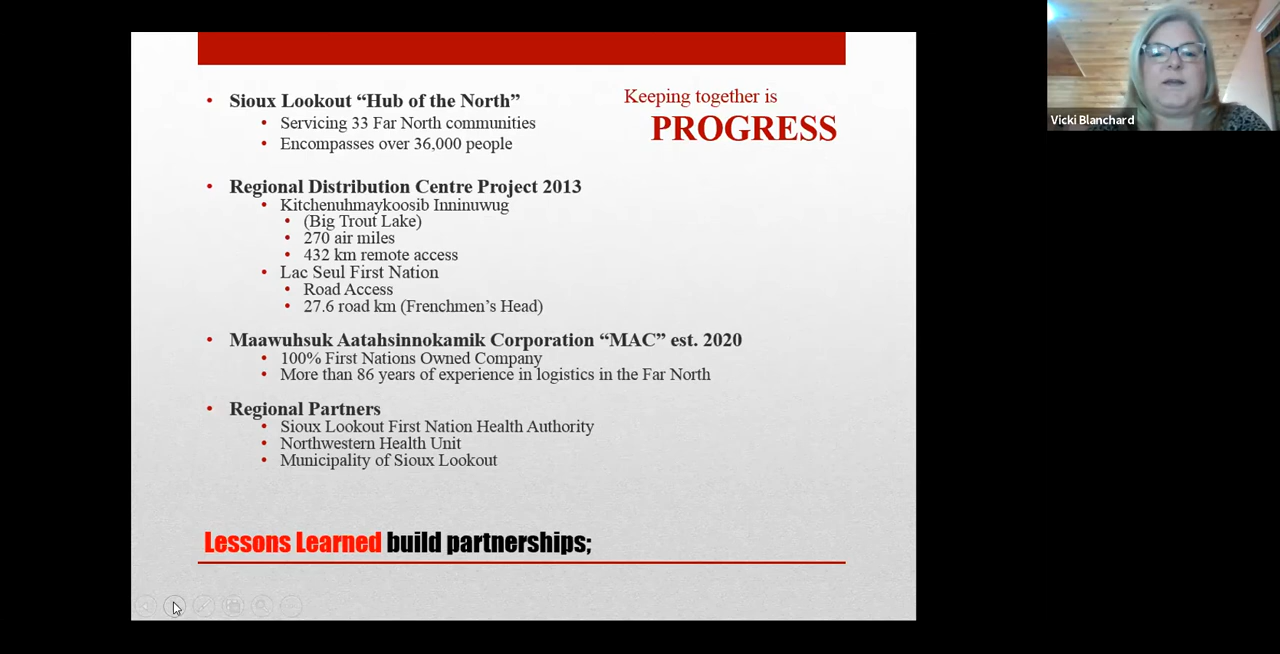 Sioux Lookout “Hub of the North”
Servicing 33 Far North communities
Encompasses over 36,000 people
Keeping together is
PROGRESS
Regional Distribution Centre Project 2013
Kitchenuhmaykoosib Inninuwug
(Big Trout Lake)
270 air miles
432 km remote access
Lac Seul First Nation
Road Access
27.6 road km (Frenchmen’s Head)
Maawuhsuk Aatahsinnokamik Corporation “MAC” est. 2020
100% First Nations Owned Company
More than 86 years of experience in logistics in the Far North
Regional Partners
Sioux Lookout First Nation Health Authority
Northwestern Health Unit
Municipality of Sioux Lookout
Lessons Learned build partnerships;
Vicki Blanchard